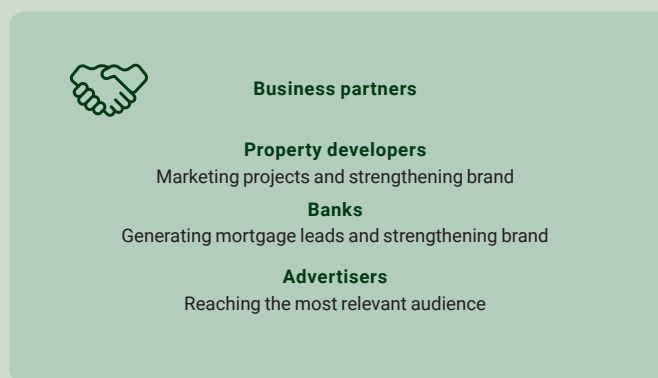 Business partners
Property developers
Marketing projects and strengthening brand
Banks
Generating mortgage leads and strengthening brand
Advertisers
Reaching the most relevant audience